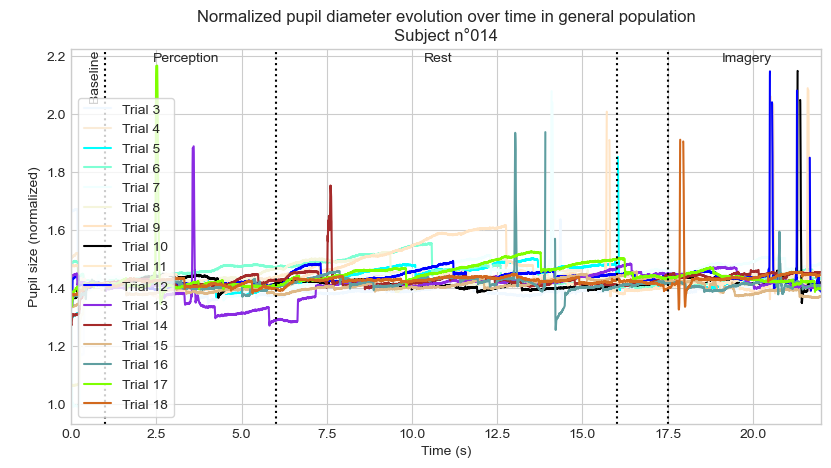 Normalized pupil diameter evolution over time in general population
Subject n°014
Baseline
Perception
Rest
Imagery
Pupil size (normalized)
2.2
2.0
1.8
1.6
1.4
1.2
1.0
Trial 3
Trial 4
Trial 5
Trial 6
Trial 7
Trial 8
Trial 9
Trial 10
Trial 11
Trial 12
Trial 13
Trial 14
Trial 15
Trial 16
Trial 17
Trial 18
0.0 2.5 5.0 7.5 10.0 12.5 15.0 17.5 20.0
Time (s)